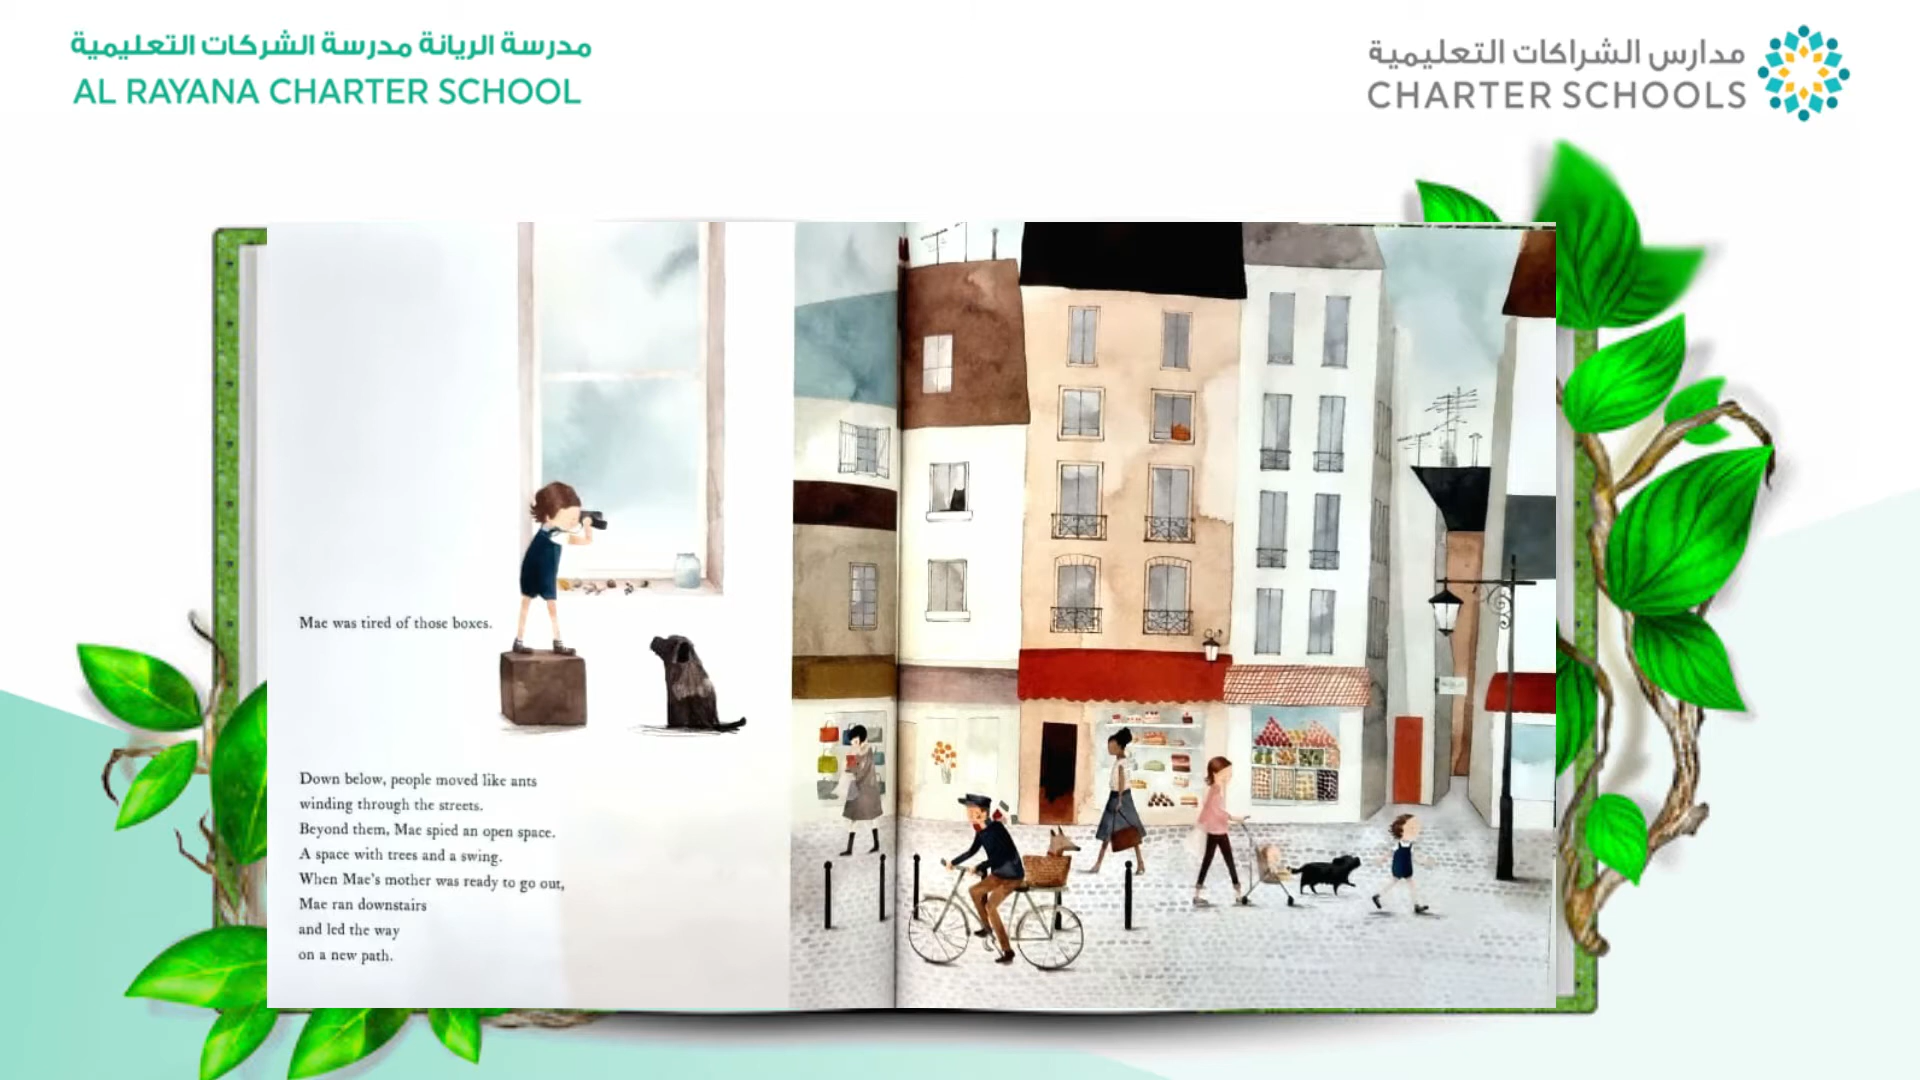 مدرسة الريانة مدرسة الشركات التعليمية
AL RAYANA CHARTER SCHOOL
مدارس الشراكات التعليمية
CHARTER SCHOOLS
Mae was tired of those boxes.
Down below, people moved like ants
winding through the streets.
Beyond them, Mae spied an open space.
A space with trees and a swing.
When Mae's mother was ready to go out,
Mae ran downstairs
and led the way
on a new path.